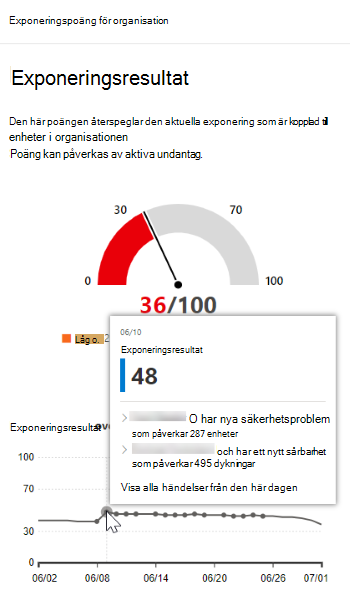 Exponeringspoäng för organisation
Exponeringsresultat
Den här poängen återspeglar den aktuella exponering som är kopplad till
enheter i organisationen
Poäng kan påverkas av aktiva undantag.
30
70
0
100
36/100
Låg o.
06/10
Exponeringsresultat
48
O har nya säkerhetsproblem
som påverkar 287 enheter
och har ett nytt sårbarhet
som påverkar 495 dykningar
Visa alla händelser från den här dagen
Exponeringsresultat
100
70
30
0
06/02
06/08
06/14
06/20
06/26
07/01